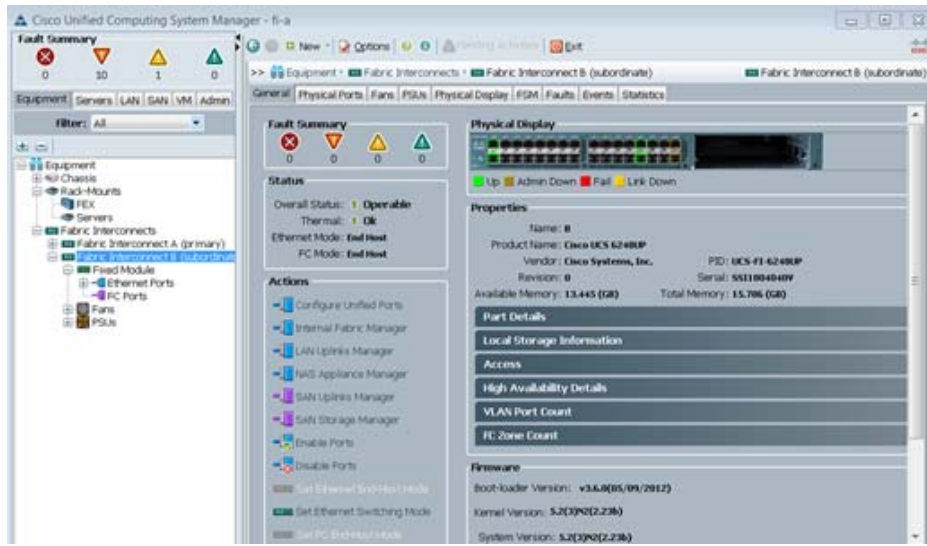 Cisco Unified Computing System Manager - fi-a
Fault Summary
0 10 1 0
Equipment Servers LAN SAN VM Admin
Filter: All
Equipment
Chassis
Rack-Mounts
FEX
Servers
Fabric Interconnects
Fabric Interconnect A (primary)
Fabric Interconnect B (subordinate
Fixed Module
Ethernet Ports
FC Ports
Fans
PSUs
New Options Pending Activities Exit
>> Equipment Fabric Interconnects Fabric Interconnect B (subordinate) Fabric Interconnect B (subordinate)
General Physical Ports Fans PSUs Physical Display FSM Faults Events Statistics
Fault Summary
0 0 0 0
Status
Overall Status: Operable
Thermal: Ok
Ethernet Mode: End Host
FC Mode: End Host
Actions
Configure Unified Ports
Internal Fabric Manager
LAN Uplinks Manager
NAS Appliance Manager
SAN Uplinks Manager
SAN Storage Manager
Enable Ports
Disable Ports
Set Ethernet End-Host Mode
Set Ethernet Switching Mode
Set FC End-Host Mode
Physical Display
Up Admin Down Fail Link Down
Properties
Name: B
Product Name: Cisco UCS 6248UP
Vendor: Cisco Systems, Inc. PID: UCS-FI-6248UP
Revision: 0 Serial:
Available Memory: 13.445 (GB) Total Memory: 15.706 (GB)
Part Details
Local Storage Information
Access
High Availability Details
VLAN Port Count
FC Zone Count
Firmware
Boot-loader Version: v3.6.0(05/09/2012)
Kernel Version: 5.2(3)N2(2.23b)
System Version: 5.2(3)N2(2.23b)